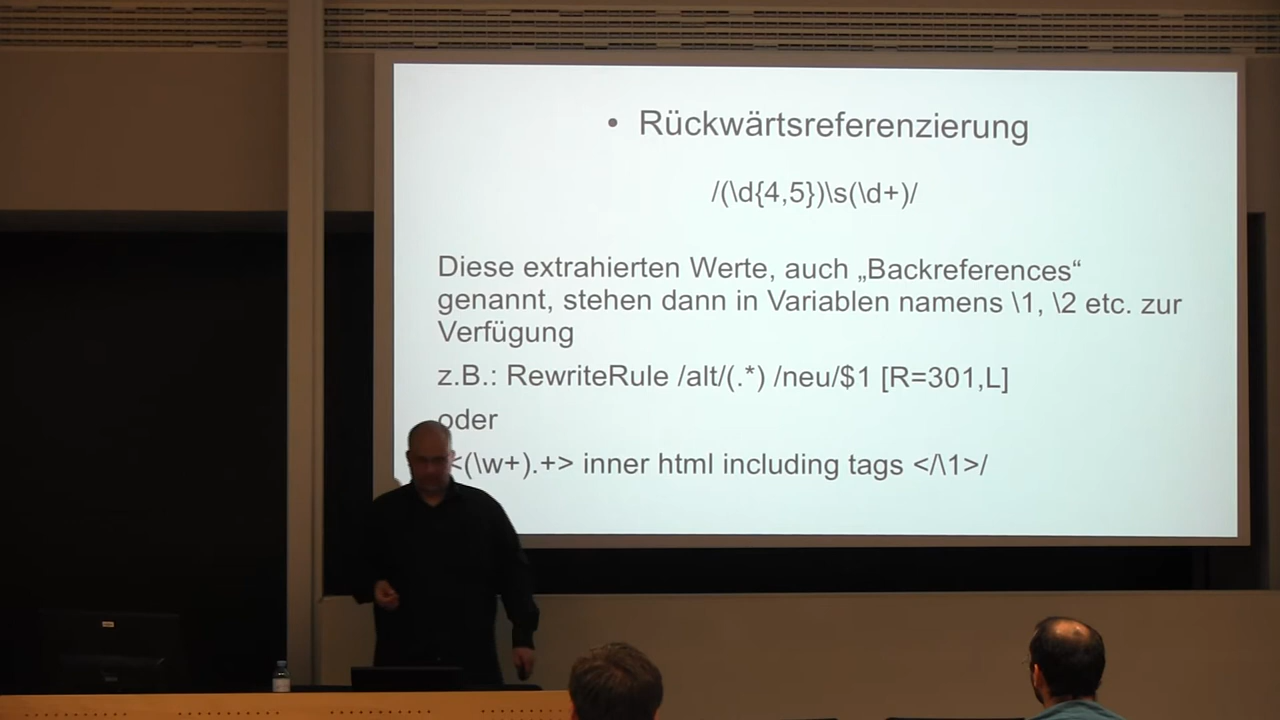 • Rückwärtsreferenzierung
/(\d{4,5})\s(\d+)/
Diese extrahierten Werte, auch „Backreferences“
genannt, stehen dann in Variablen namens \1, \2 etc. zur
Verfügung
z.B.: RewriteRule /alt/(.*) /neu/$1 [R=301,L]
oder
<(\w+).+> inner html including tags </\1>/